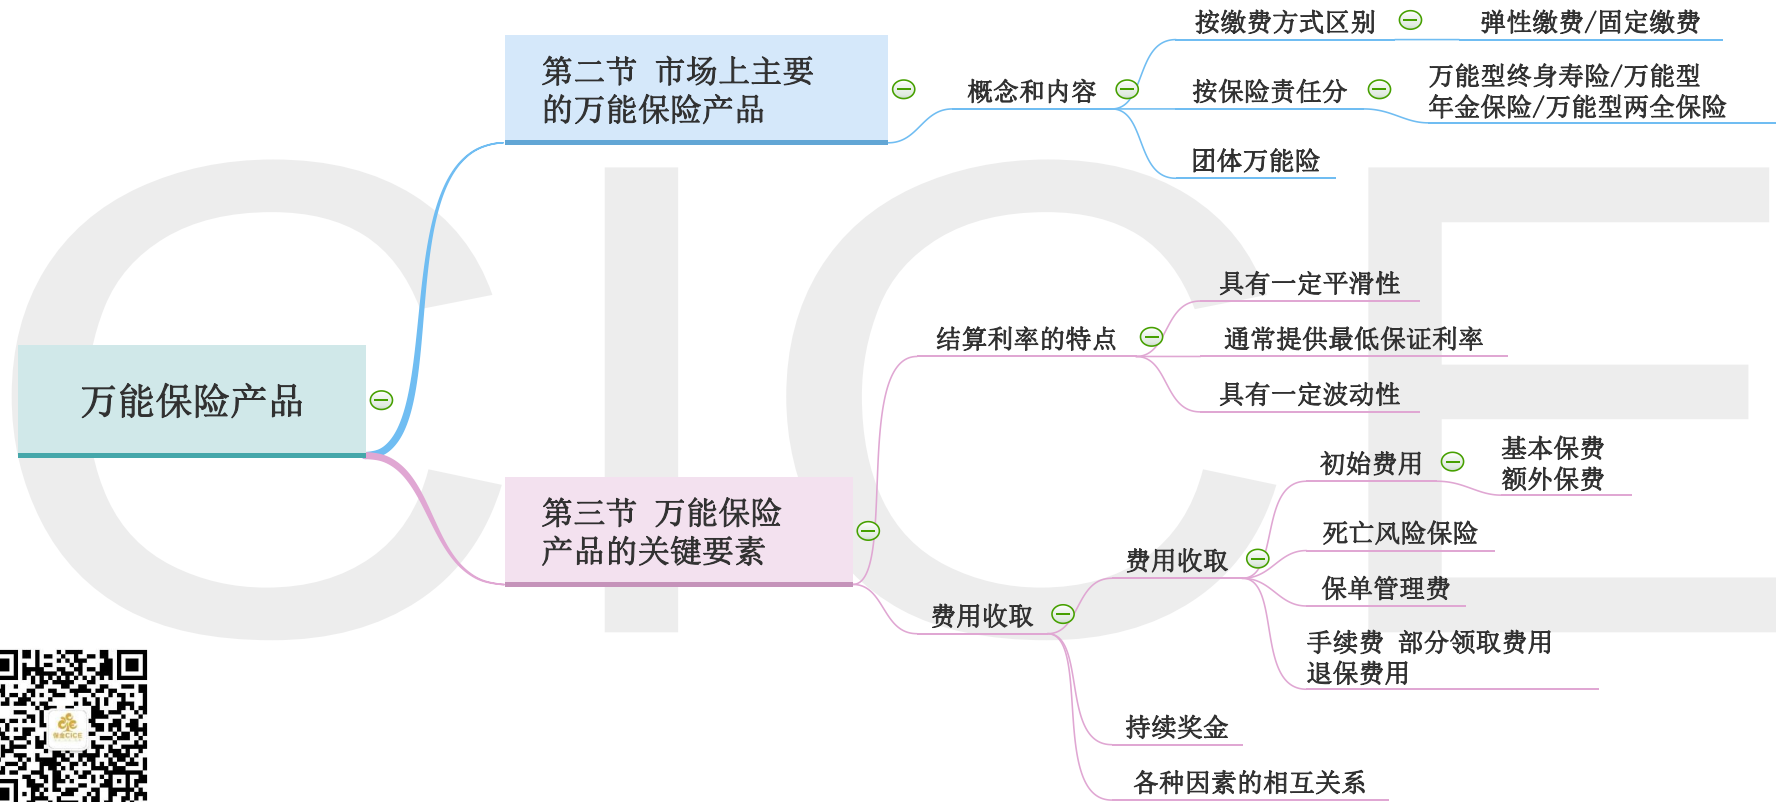 万能保险产品
第二节 市场上主要
的万能保险产品
概念和内容
按缴费方式区别
弹性缴费/固定缴费
按保险责任分
万能型终身寿险/万能型
年金保险/万能型两全保险
团体万能险
第三节 万能保险
产品的关键要素
结算利率的特点
具有一定平滑性
通常提供最低保证利率
具有一定波动性
费用收取
费用收取
初始费用
基本保费
额外保费
死亡风险保险
保单管理费
手续费 部分领取费用
退保费用
持续奖金
各种因素的相互关系
CICE
保金CICE